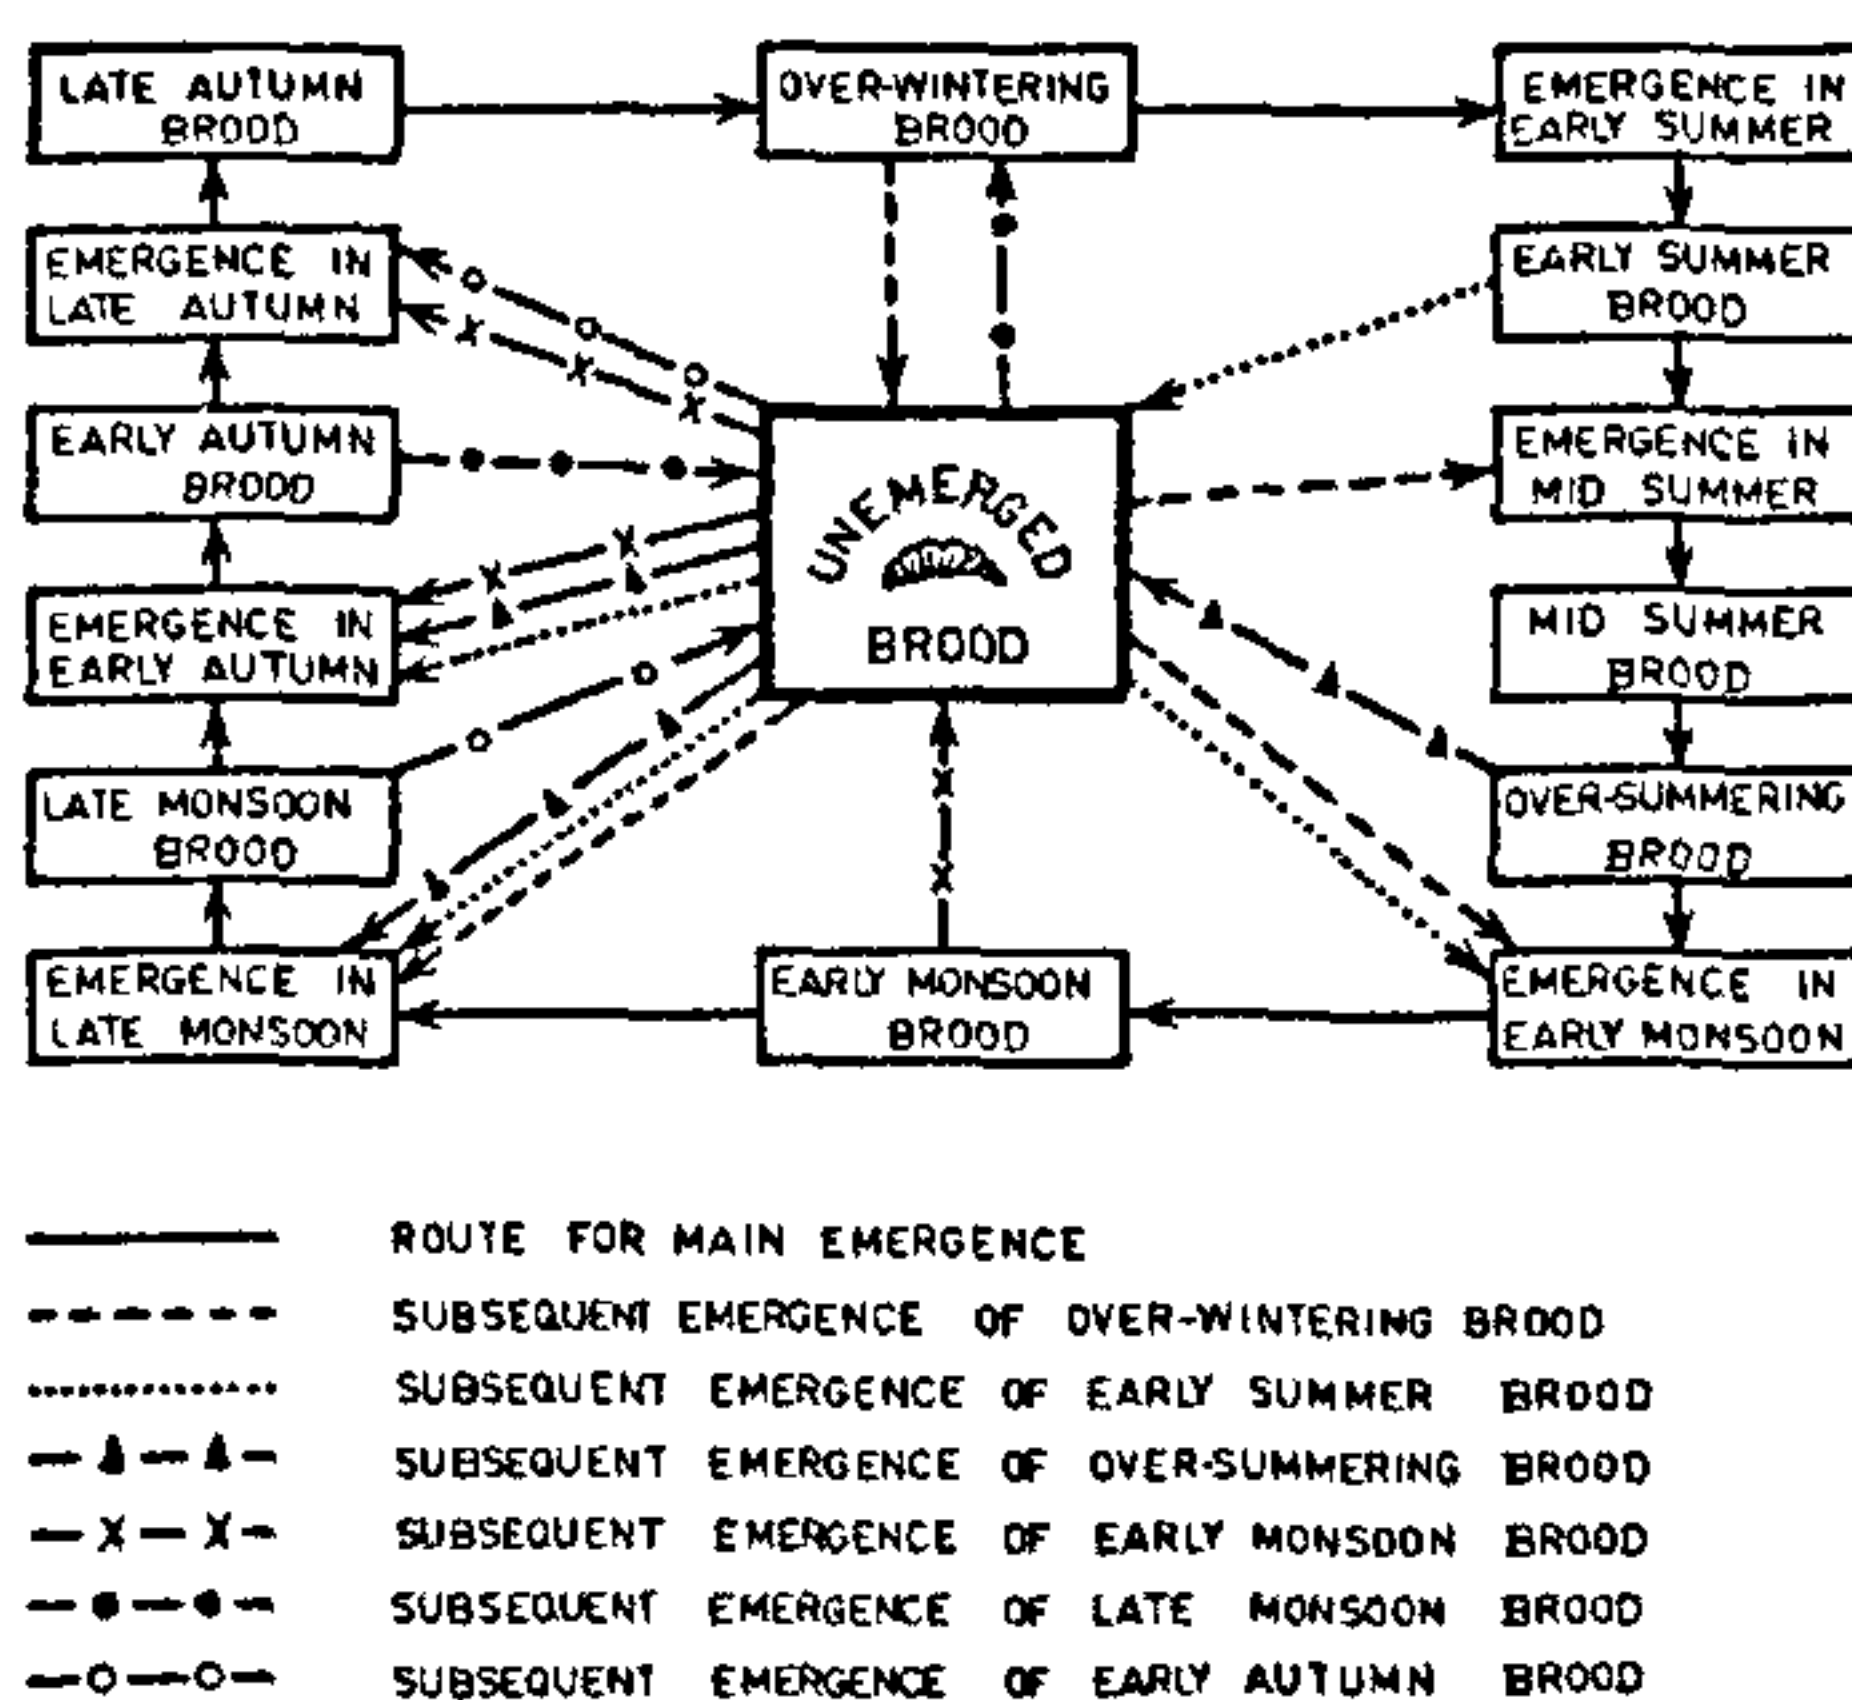 LATE AUTUMN
BROOD
OVER-WINTERING
BROOD
EMERGENCE IN
EARLY SUMMER
EMERGENCE IN
LATE AUTUMN
EARLY SUMMER
BROOD
EARLY AUTUMN
BROOD
EMERGENCE IN
MID SUMMER
UNEMERGED
BROOD
EMERGENCE IN
EARLY AUTUMN
MID SUMMER
BROOD
LATE MONSOON
BROOD
OVER-SUMMERING
BROOD
EMERGENCE IN
LATE MONSOON
EARLY MONSOON
BROOD
EMERGENCE IN
EARLY MONSOON
ROUTE FOR MAIN EMERGENCE
SUBSEQUENT EMERGENCE OF OVER-WINTERING BROOD
SUBSEQUENT EMERGENCE OF EARLY SUMMER BROOD
SUBSEQUENT EMERGENCE OF OVER-SUMMERING BROOD
SUBSEQUENT EMERGENCE OF EARLY MONSOON BROOD
SUBSEQUENT EMERGENCE OF LATE MONSOON BROOD
SUBSEQUENT EMERGENCE OF EARLY AUTUMN BROOD